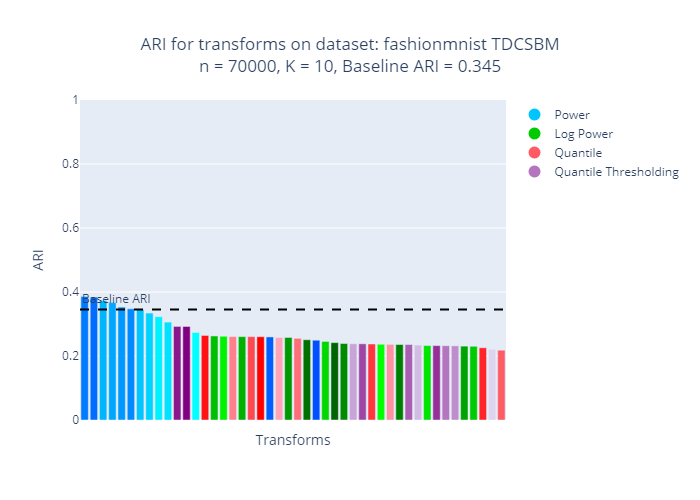 ARI for transforms on dataset: fashionmnist TDCSBM
n = 70000, K = 10, Baseline ARI = 0.345
1
0.8
0.6
0.4
0.2
0
ARI
Baseline ARI
Transforms
Power
Log Power
Quantile
Quantile Thresholding